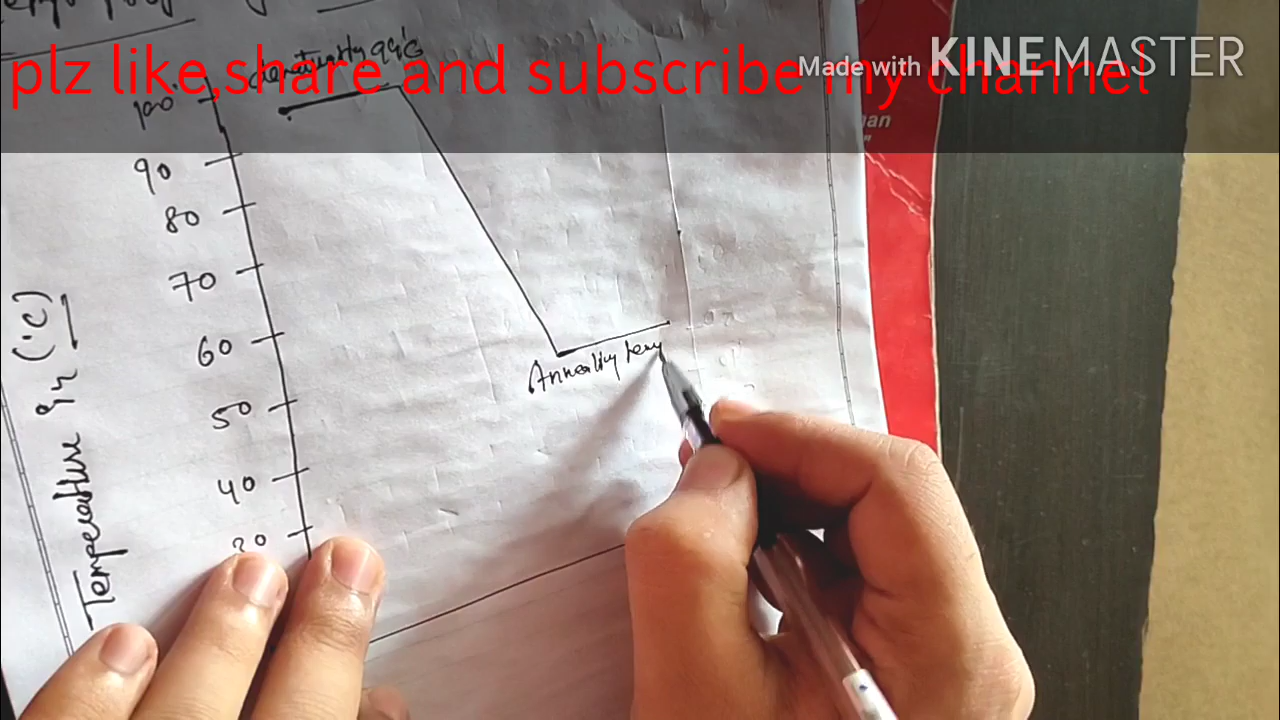 plz like,share and subscribe my channel
Made with KINEMASTER
100°
90
80
70
60
50
40
30
Temperature in (°C)
Annealing temp